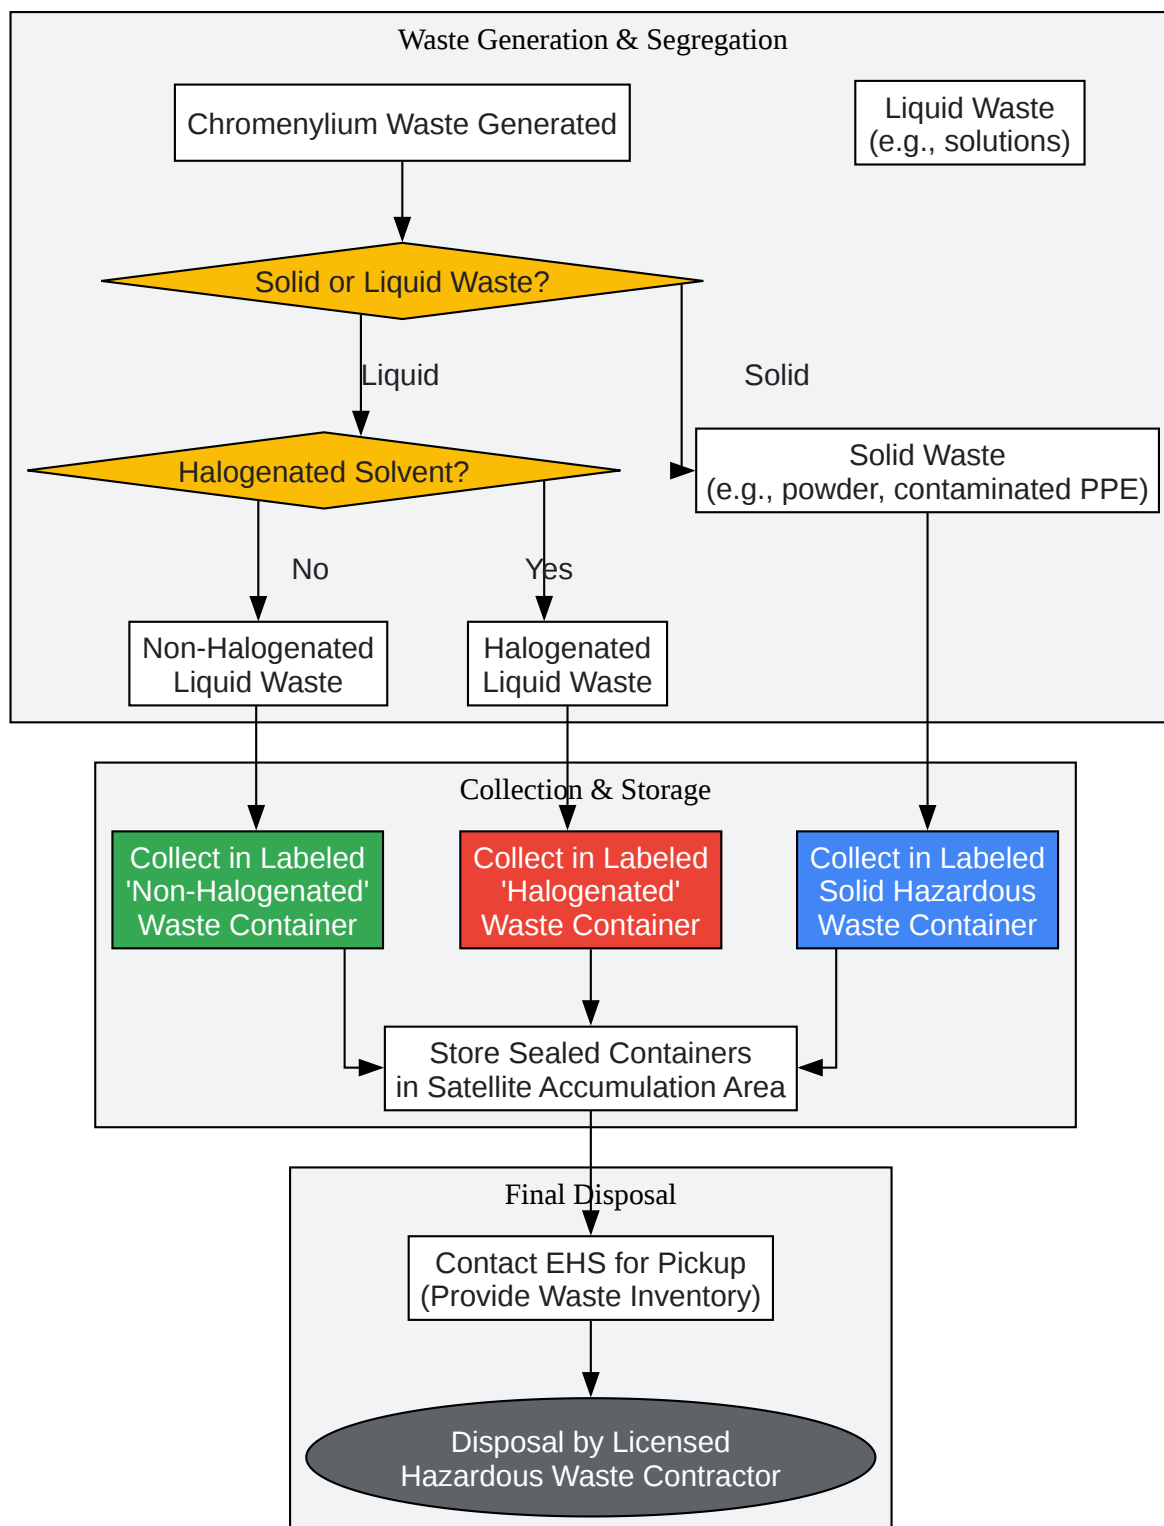 Waste Generation & Segregation
Chromenylium Waste Generated
Liquid Waste
(e.g., solutions)
Solid or Liquid Waste?
Liquid
Solid
Halogenated Solvent?
Solid Waste
(e.g., powder, contaminated PPE)
No
Yes
Non-Halogenated
Liquid Waste
Halogenated
Liquid Waste
Collection & Storage
Collect in Labeled
'Non-Halogenated'
Waste Container
Collect in Labeled
'Halogenated'
Waste Container
Collect in Labeled
Solid Hazardous
Waste Container
Store Sealed Containers
in Satellite Accumulation Area
Final Disposal
Contact EHS for Pickup
(Provide Waste Inventory)
Disposal by Licensed
Hazardous Waste Contractor